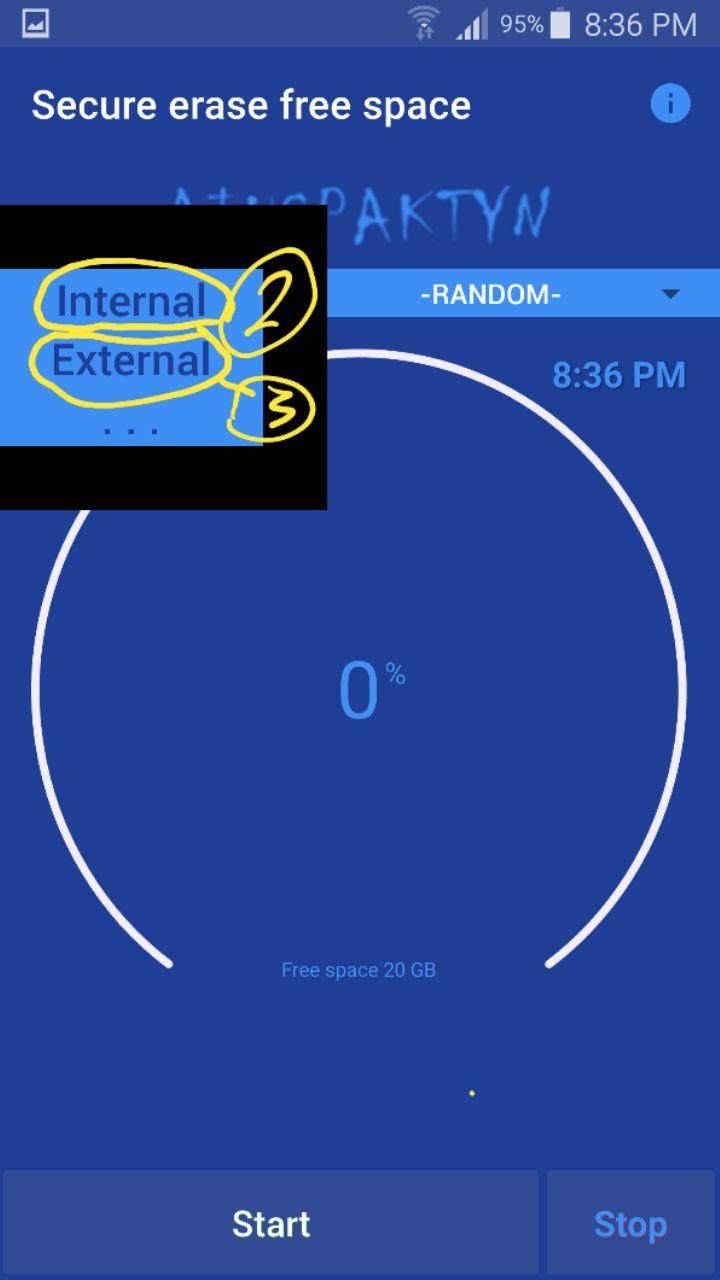 95% 8:36 PM
Secure erase free space
i
PAKTYN
Internal 2
-RANDOM-
External
8:36 PM
3
. . .
0%
Free space 20 GB
Start Stop